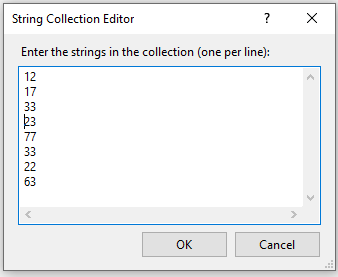 String Collection Editor
?
Enter the strings in the collection (one per line):
12
17
33
23
77
33
22
63
OK
Cancel